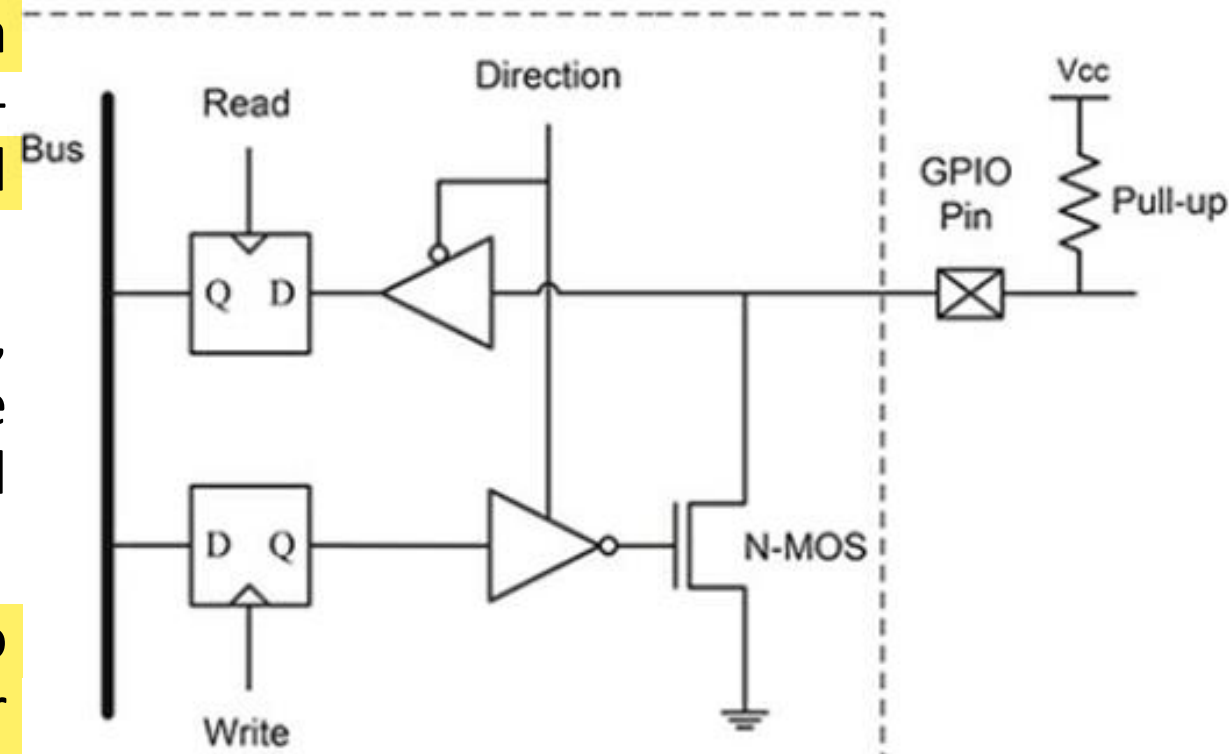 Direction
Vcc
Read
Bus
GPIO
Pin
Pull-up
Q D
D Q
N-MOS
Write